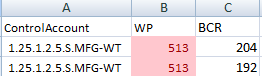 A B C
ControlAccount WP BCR
1.25.1.2.5.S.MFG-WT 513 204
1.25.1.2.5.S.MFG-WT 513 192